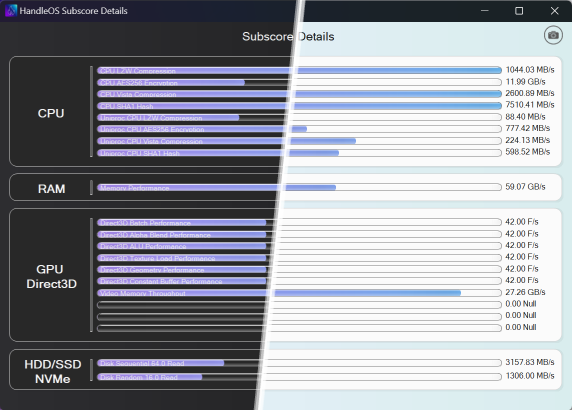 HandleOS Subscore Details
Subscore Details
CPU
CPU LZW Compression 1044.03 MB/s
CPU AES256 Encryption 11.99 GB/s
CPU Vista Compression 2600.89 MB/s
CPU SHA1 Hash 7510.41 MB/s
Uniproc CPU LZW Compression 88.40 MB/s
Uniproc CPU AES256 Encryption 777.42 MB/s
Uniproc CPU Vista Compression 224.13 MB/s
Uniproc CPU SHA1 Hash 598.52 MB/s
RAM
Memory Performance 59.07 GB/s
GPU
Direct3D
Direct3D Batch Performance 42.00 F/s
Direct3D Alpha Blend Performance 42.00 F/s
Direct3D ALU Performance 42.00 F/s
Direct3D Texture Load Performance 42.00 F/s
Direct3D Geometry Performance 42.00 F/s
Direct3D Constant Buffer Performance 42.00 F/s
Video Memory Throughput 27.26 GB/s
0.00 Null
0.00 Null
0.00 Null
HDD/SSD
NVMe
Disk Sequential 64.0 Read 3157.83 MB/s
Disk Random 16.0 Read 1306.00 MB/s